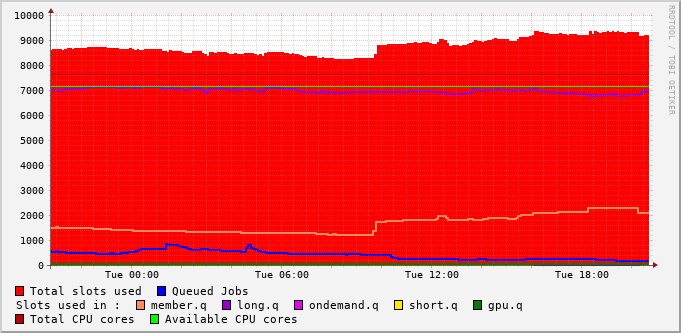 10000
9000
8000
7000
6000
5000
4000
3000
2000
1000
0
Tue 00:00 Tue 06:00 Tue 12:00 Tue 18:00
RRDTOOL / TOBI OETIKER
Total slots used Queued Jobs
Slots used in : member.q long.q ondemand.q short.q gpu.q
Total CPU cores Available CPU cores